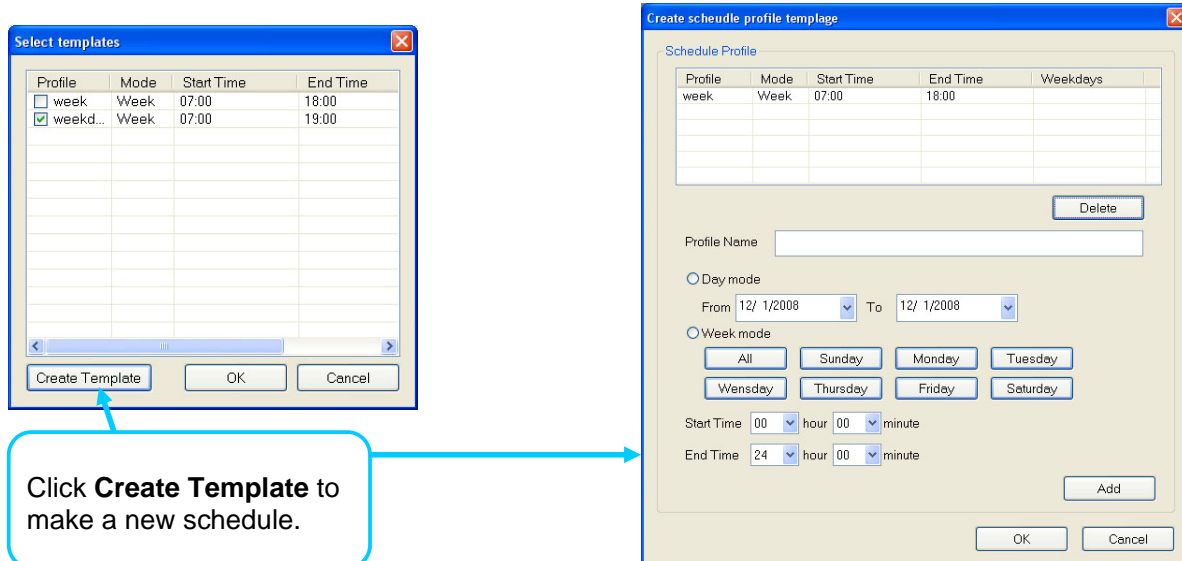 Select templates
Profile Mode Start Time End Time
week Week 07:00 18:00
weekd... Week 07:00 19:00
Create Template OK Cancel
Click Create Template to
make a new schedule.
Create scheudle profile templage
Schedule Profile
Profile Mode Start Time End Time Weekdays
week Week 07:00 18:00
Delete
Profile Name
Day mode
From 12/ 1/2008 To 12/ 1/2008
Week mode
All Sunday Monday Tuesday
Wensday Thursday Friday Saturday
Start Time 00 hour 00 minute
End Time 24 hour 00 minute
Add
OK Cancel